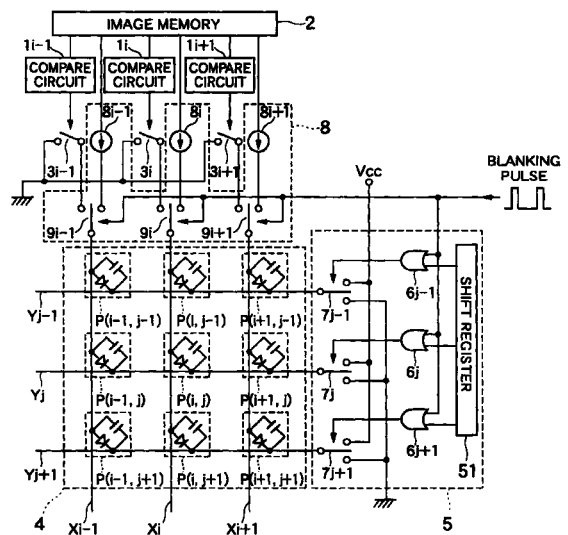 IMAGE MEMORY
2
1i-1
1i
1i+1
COMPARE CIRCUIT
COMPARE CIRCUIT
COMPARE CIRCUIT
8i-1
8i
8i+1
8
3i-1
3i
3i+1
Vcc
BLANKING PULSE
9i-1
9i
9i+1
Yj-1
P(i-1, j-1)
P(i, j-1)
P(i+1, j-1)
7j-1
6j-1
SHIFT REGISTER
Yj
P(i-1, j)
P(i, j)
P(i+1, j)
7j
6j
Yj+1
P(i-1, j+1)
P(i, j+1)
P(i+1, j+1)
7j+1
6j+1
51
4
Xi-1
Xi
Xi+1
5